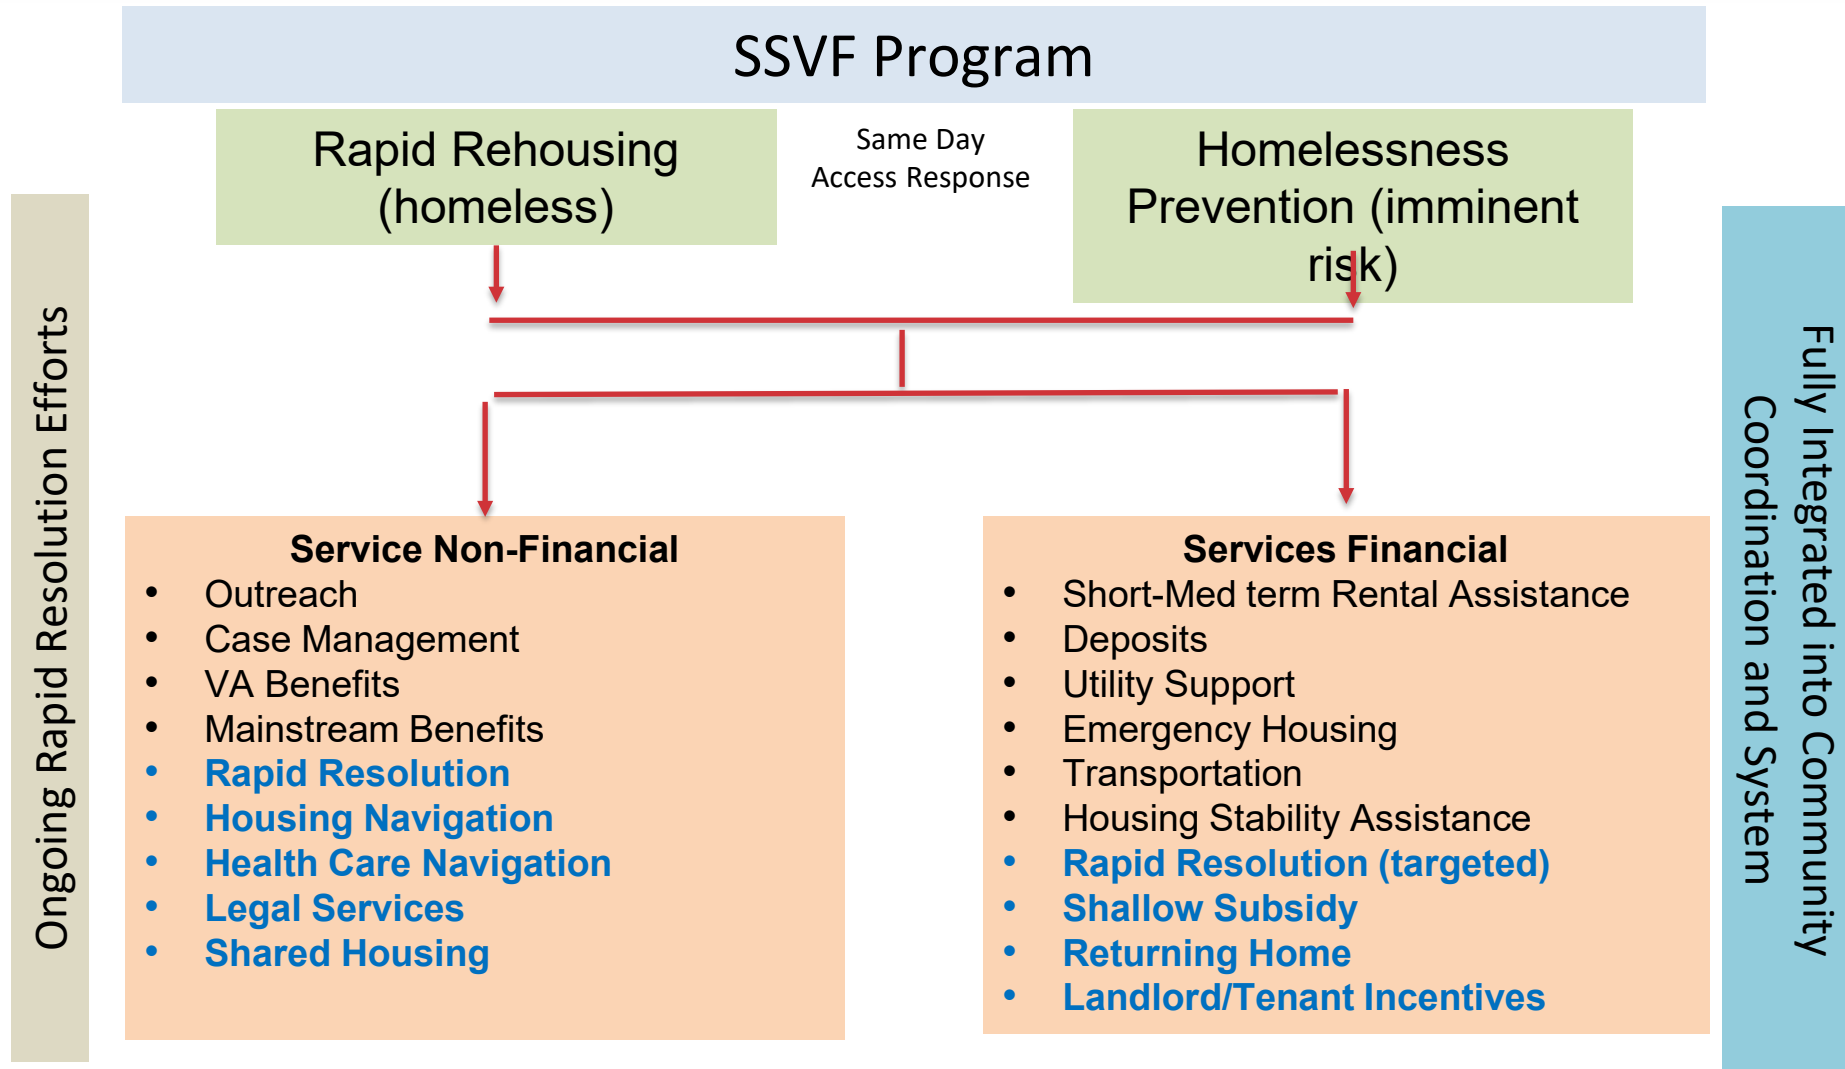 SSVF Program
Rapid Rehousing
(homeless)
Same Day
Access Response
Homelessness
Prevention (imminent
risk)
Ongoing Rapid Resolution Efforts
Service Non-Financial
• Outreach
• Case Management
• VA Benefits
• Mainstream Benefits
• Rapid Resolution
• Housing Navigation
• Health Care Navigation
• Legal Services
• Shared Housing
Services Financial
• Short-Med term Rental Assistance
• Deposits
• Utility Support
• Emergency Housing
• Transportation
• Housing Stability Assistance
• Rapid Resolution (targeted)
• Shallow Subsidy
• Returning Home
• Landlord/Tenant Incentives
Fully Integrated into Community
Coordination and System